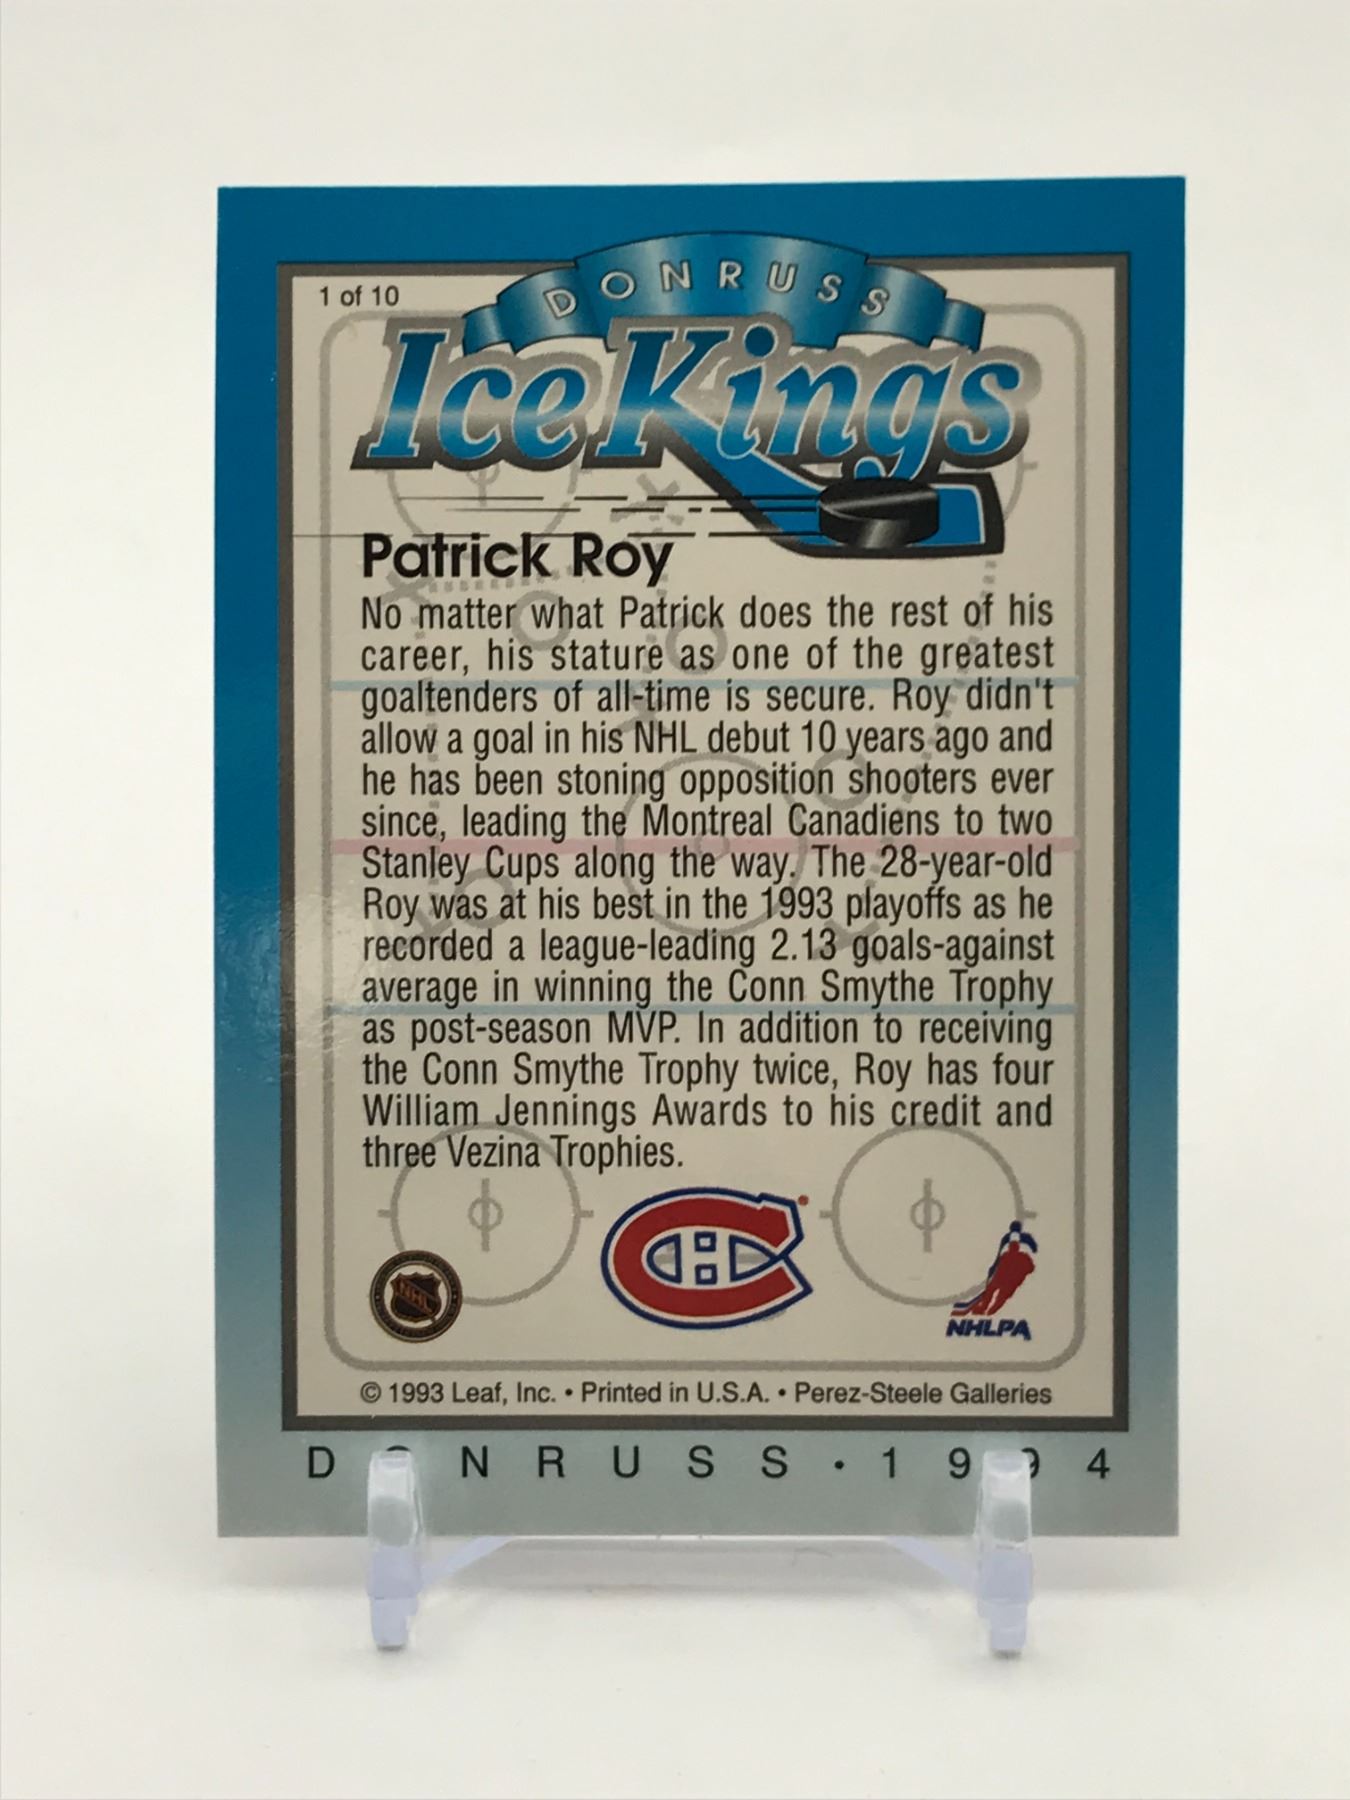 DONRUSS
1 of 10
Ice Kings
Patrick Roy
No matter what Patrick does the rest of his
career, his stature as one of the greatest
goaltenders of all-time is secure. Roy didn't
allow a goal in his NHL debut 10 years ago and
he has been stoning opposition shooters ever
since, leading the Montreal Canadiens to two
Stanley Cups along the way. The 28-year-old
Roy was at his best in the 1993 playoffs as he
recorded a league-leading 2.13 goals-against
average in winning the Conn Smythe Trophy
as post-season MVP. In addition to receiving
the Conn Smythe Trophy twice, Roy has four
William Jennings Awards to his credit and
three Vezina Trophies.
NHL
NHLPA
© 1993 Leaf, Inc. • Printed in U.S.A. • Perez-Steele Galleries
DONRUSS • 1994